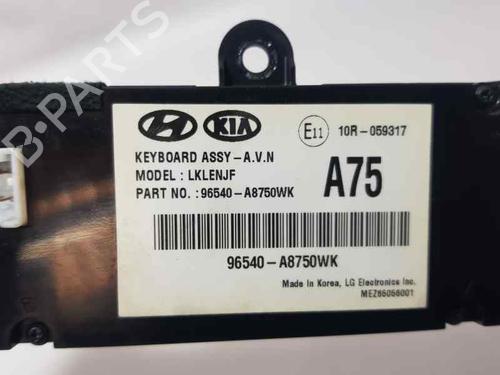 KIA
E11
10R-059317
KEYBOARD ASSY-A.V.N
MODEL : LKLENJF
PART NO. : 96540-A8750WK
A75
96540-A8750WK
Made in Korea, LG Electronics Inc.
MEZ65056001
B-PARTS